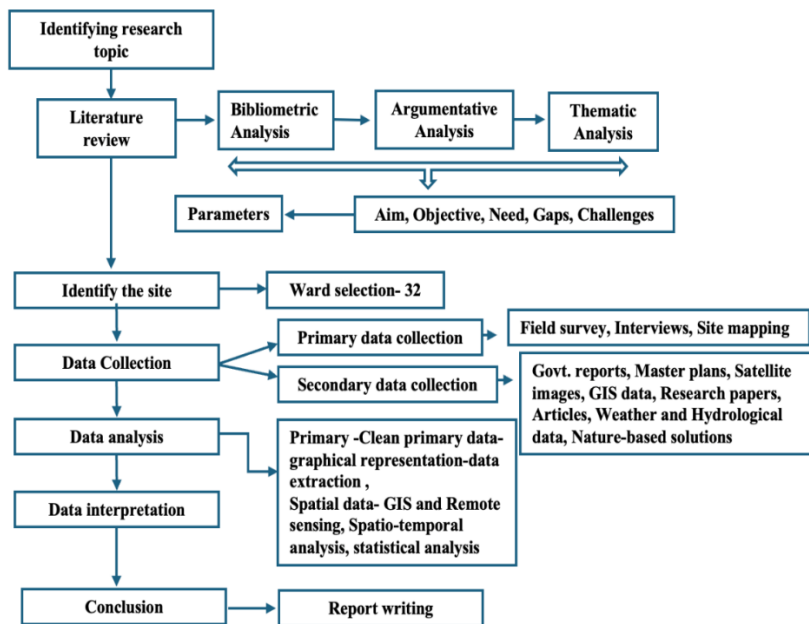 Identifying research
topic
Literature
review
Bibliometric
Analysis
Argumentative
Analysis
Thematic
Analysis
Parameters
Aim, Objective, Need, Gaps, Challenges
Identify the site
Ward selection- 32
Data Collection
Primary data collection
Field survey, Interviews, Site mapping
Secondary data collection
Govt. reports, Master plans, Satellite
images, GIS data, Research papers,
Articles, Weather and Hydrological
data, Nature-based solutions
Data analysis
Primary -Clean primary data-
graphical representation-data
extraction ,
Spatial data- GIS and Remote
sensing, Spatio-temporal
analysis, statistical analysis
Data interpretation
Conclusion
Report writing